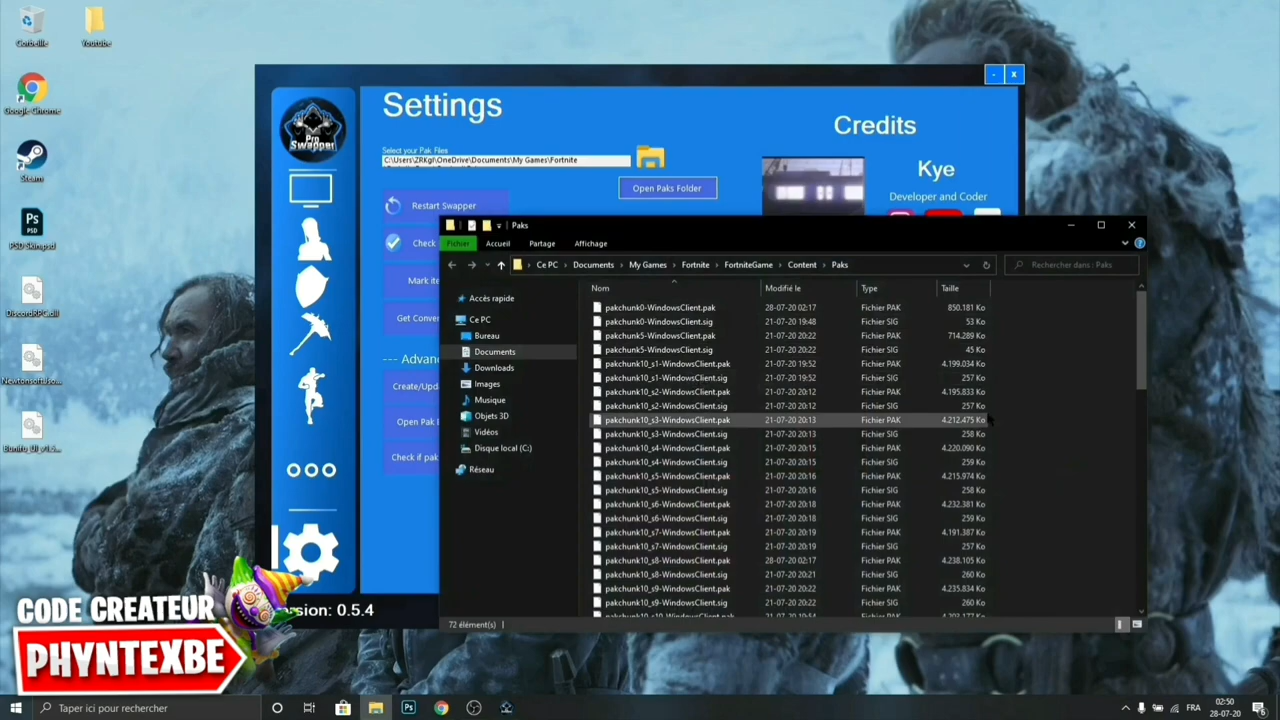 Corbeille
Youtube
Google Chrome
Steam
Ps
PSD Skinpsd
DiscordRPC.dll
Newtonsoft.Jso...
Bunifu_UI_v1.5...
Pro
Swapper
Settings
Select your Pak Files
C:\Users\ZRKgl\OneDrive\Documents\My Games\Fortnite
Open Paks Folder
Restart Swapper
Check
Mark ite
Get Conver
--- Advan
Create/Upda
Open Pak
Check if pak
Credits
Kye
Developer and Coder
- x
Paks
Fichier Accueil Partage Affichage
Ce PC > Documents > My Games > Fortnite > FortniteGame > Content > Paks
Rechercher dans : Paks
Accès rapide
Ce PC
Bureau
Documents
Downloads
Images
Musique
Objets 3D
Vidéos
Disque local (C:)
Réseau
Nom Modifié le Type Taille
pakchunk0-WindowsClient.pak 28-07-20 02:17 Fichier PAK 850.181 Ko
pakchunk0-WindowsClient.sig 21-07-20 19:48 Fichier SIG 53 Ko
pakchunk5-WindowsClient.pak 21-07-20 20:22 Fichier PAK 714.289 Ko
pakchunk5-WindowsClient.sig 21-07-20 20:22 Fichier SIG 45 Ko
pakchunk10_s1-WindowsClient.pak 21-07-20 19:52 Fichier PAK 4.199.034 Ko
pakchunk10_s1-WindowsClient.sig 21-07-20 19:52 Fichier SIG 257 Ko
pakchunk10_s2-WindowsClient.pak 21-07-20 20:12 Fichier PAK 4.195.833 Ko
pakchunk10_s2-WindowsClient.sig 21-07-20 20:12 Fichier SIG 257 Ko
pakchunk10_s3-WindowsClient.pak 21-07-20 20:13 Fichier PAK 4.212.475 Ko
pakchunk10_s3-WindowsClient.sig 21-07-20 20:13 Fichier SIG 258 Ko
pakchunk10_s4-WindowsClient.pak 21-07-20 20:15 Fichier PAK 4.220.090 Ko
pakchunk10_s4-WindowsClient.sig 21-07-20 20:15 Fichier SIG 259 Ko
pakchunk10_s5-WindowsClient.pak 21-07-20 20:16 Fichier PAK 4.215.974 Ko
pakchunk10_s5-WindowsClient.sig 21-07-20 20:16 Fichier SIG 258 Ko
pakchunk10_s6-WindowsClient.pak 21-07-20 20:18 Fichier PAK 4.232.381 Ko
pakchunk10_s6-WindowsClient.sig 21-07-20 20:18 Fichier SIG 259 Ko
pakchunk10_s7-WindowsClient.pak 21-07-20 20:19 Fichier PAK 4.191.387 Ko
pakchunk10_s7-WindowsClient.sig 21-07-20 20:19 Fichier SIG 257 Ko
pakchunk10_s8-WindowsClient.pak 28-07-20 02:17 Fichier PAK 4.238.105 Ko
pakchunk10_s8-WindowsClient.sig 21-07-20 20:21 Fichier SIG 260 Ko
pakchunk10_s9-WindowsClient.pak 21-07-20 20:22 Fichier PAK 4.235.834 Ko
pakchunk10_s9-WindowsClient.sig 21-07-20 20:22 Fichier SIG 260 Ko
72 élément(s)
ersion: 0.5.4
CODE CREATEUR
PHYNTEXBE
Taper ici pour rechercher
Ps
FRA
02:50
28-07-20